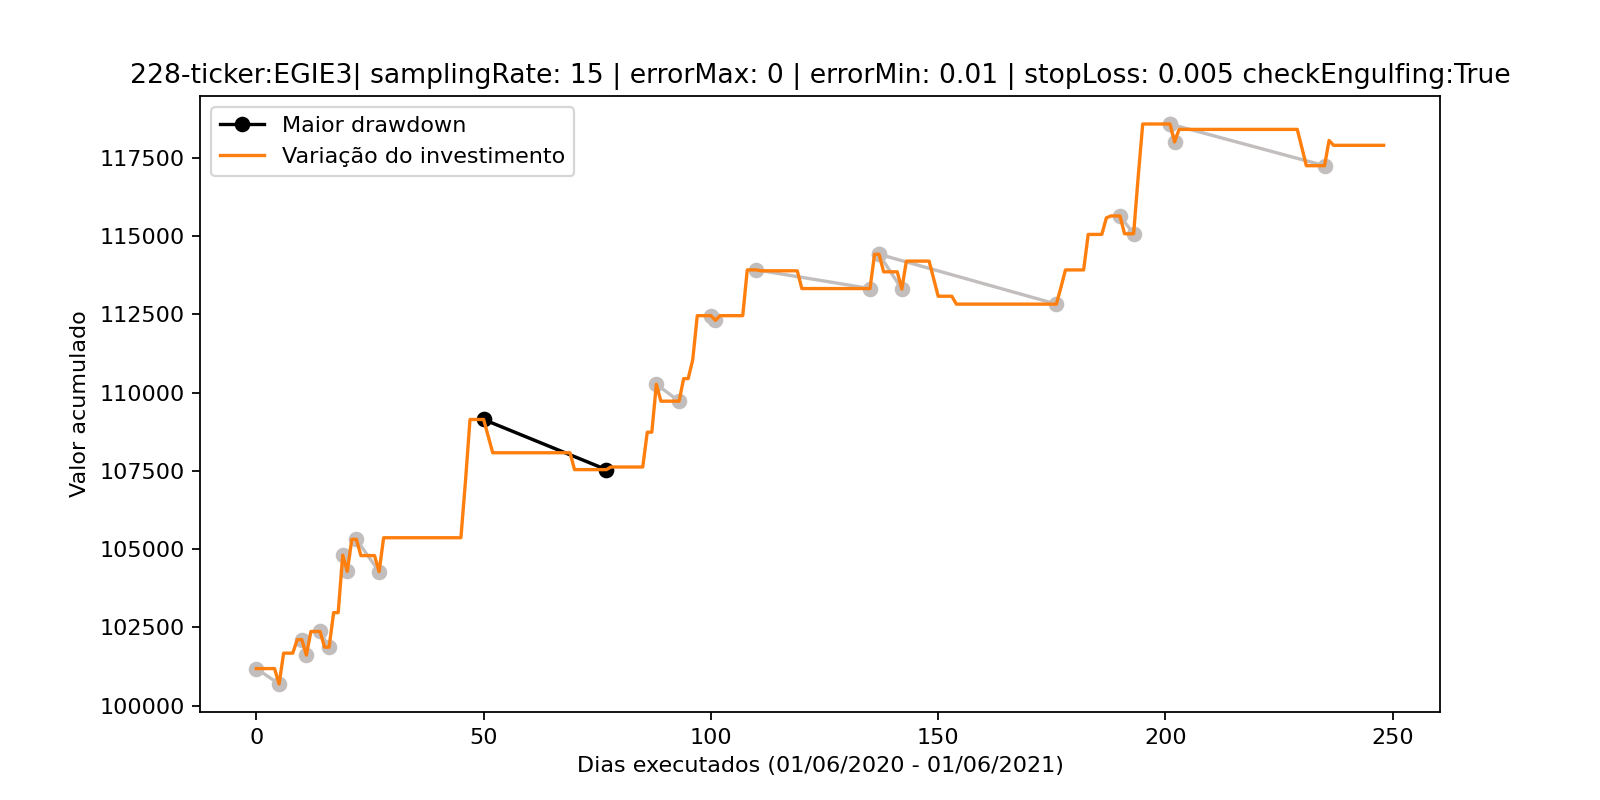 228-ticker:EGIE3| samplingRate: 15 | errorMax: 0 | errorMin: 0.01 | stopLoss: 0.005 checkEngulfing:True
Maior drawdown
Variação do investimento
Valor acumulado
117500
115000
112500
110000
107500
105000
102500
100000
0 50 100 150 200 250
Dias executados (01/06/2020 - 01/06/2021)